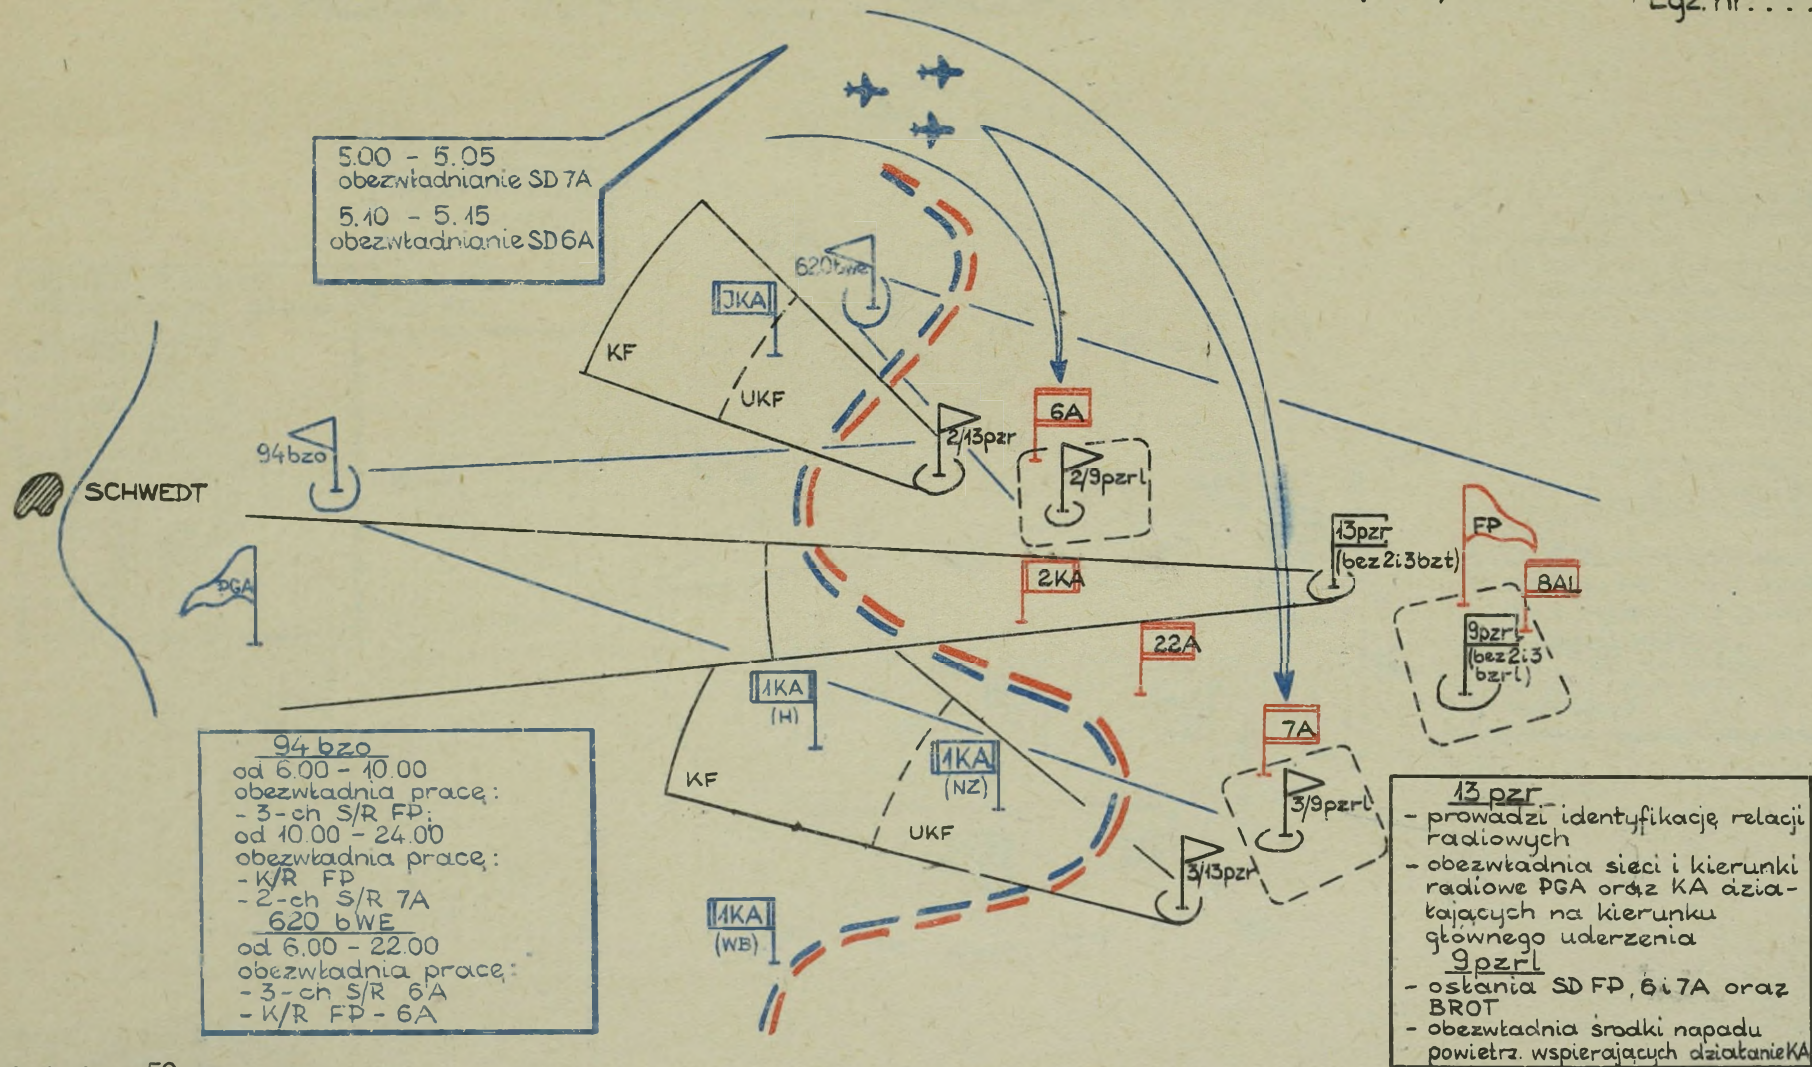 Egz. nr....
5.00 - 5.05
obezwładnianie SD 7A
5.10 - 5.15
obezwładnianie SD 6A
620bwe
JKA
KF
UKF
6A
2/13pzr
2/9pzrl
94bzo
SCHWEDT
PGA
13pzr
(bez 2i3bzt)
FP
8AL
2KA
22A
9pzrl
(bez 2i3
bzrl)
1KA
(H)
1KA
(NZ)
7A
KF
UKF
3/9pzrl
3/13pzr
1KA
(WB)
94 bzo
od 6.00 - 10.00
obezwładnia pracę:
- 3-ch S/R FP;
od 10.00 - 24.00
obezwładnia pracę:
- K/R FP
- 2-ch S/R 7A
620 bWE
od 6.00 - 22.00
obezwładnia pracę:
- 3-ch S/R 6A
- K/R FP - 6A
13 pzr
- prowadzi identyfikację relacji
radiowych
- obezwładnia sieci i kierunki
radiowe PGA oraz KA dzia-
łających na kierunku
głównego uderzenia
9pzrl
- osłania SD FP, 6 i 7A oraz
BROT
- obezwładnia środki napadu
powietrz. wspierających działanie KA